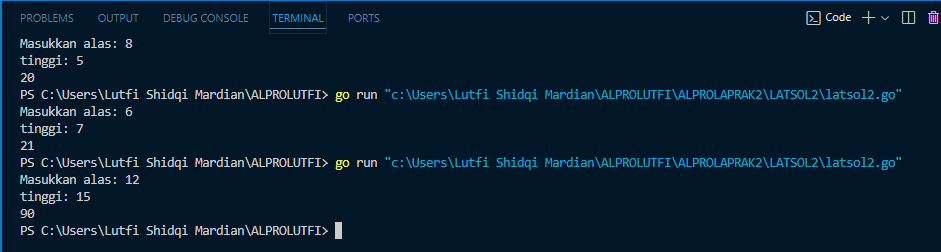 PROBLEMS OUTPUT DEBUG CONSOLE TERMINAL PORTS Code
Masukkan alas: 8
tinggi: 5
20
PS C:\Users\Lutfi Shidqi Mardian\ALPROLUTFI> go run "c:\Users\Lutfi Shidqi Mardian\ALPROLUTFI\ALPROLAPRAK2\LATSOL2\latsol2.go"
Masukkan alas: 6
tinggi: 7
21
PS C:\Users\Lutfi Shidqi Mardian\ALPROLUTFI> go run "c:\Users\Lutfi Shidqi Mardian\ALPROLUTFI\ALPROLAPRAK2\LATSOL2\latsol2.go"
Masukkan alas: 12
tinggi: 15
90
PS C:\Users\Lutfi Shidqi Mardian\ALPROLUTFI>